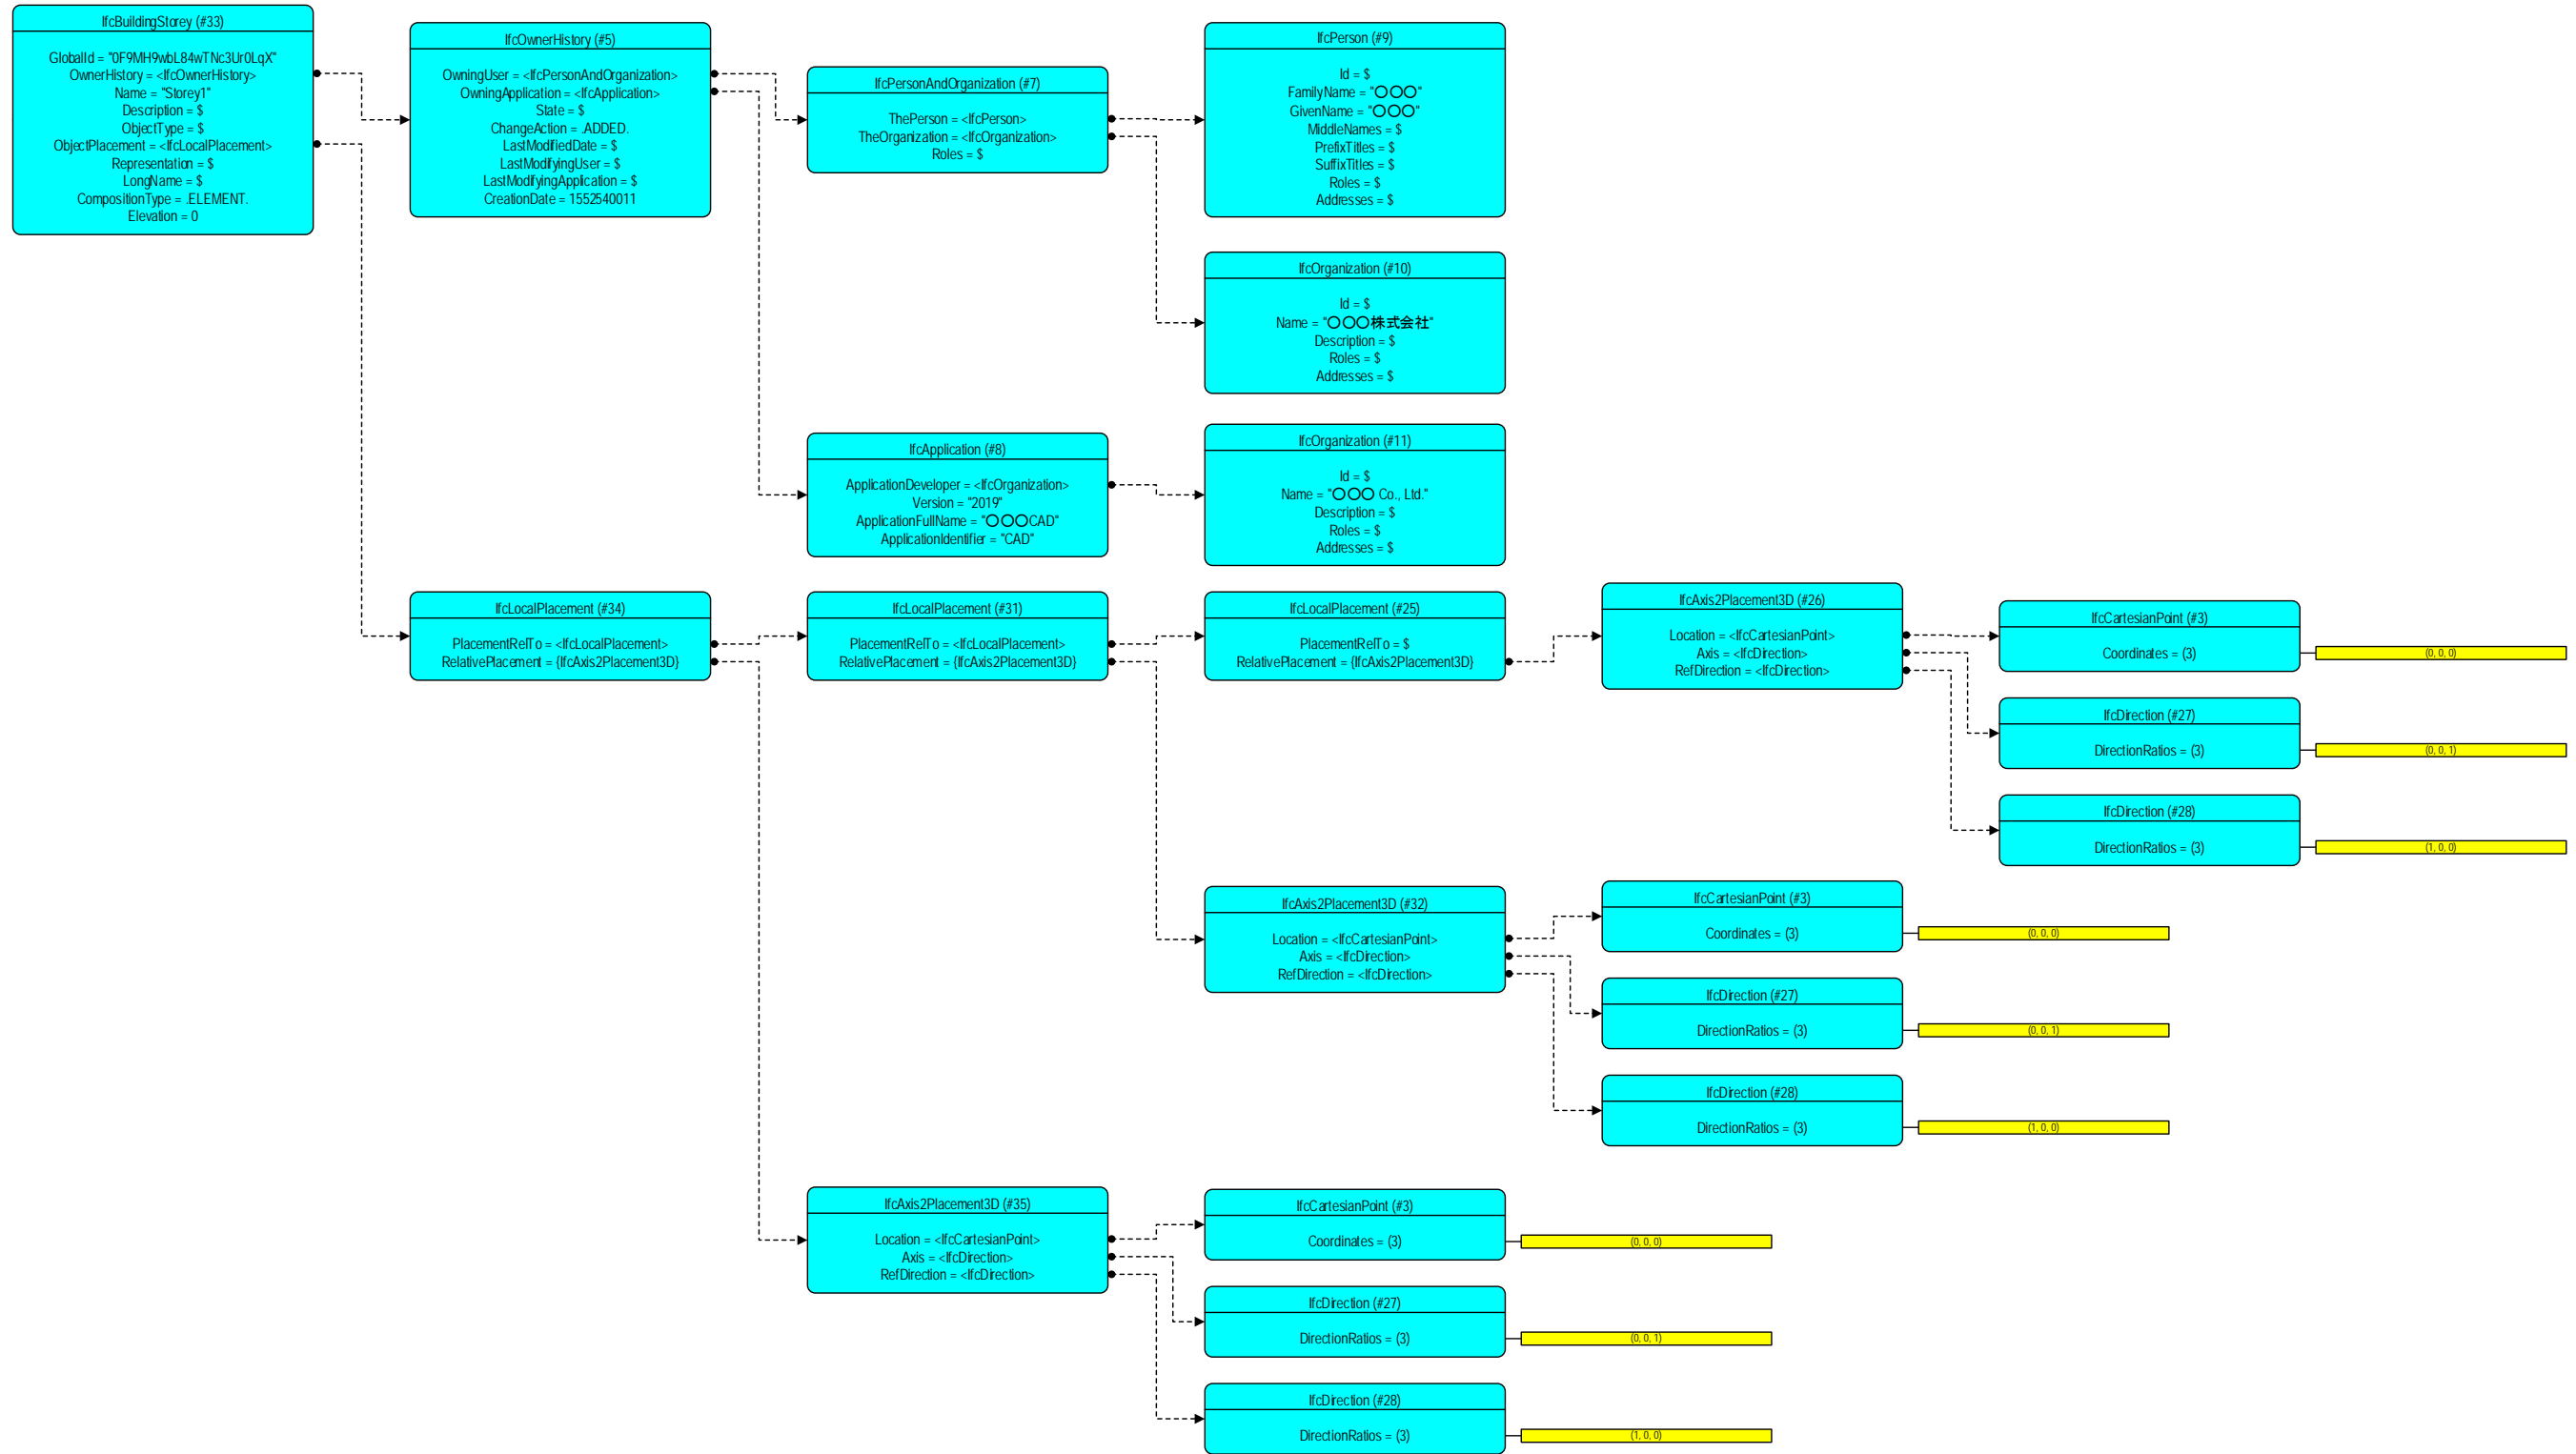 IfcBuildingStorey (#33)
GlobalId = "0F9MH9wbL84wTNc3Ur0LqX"
OwnerHistory = <IfcOwnerHistory>
Name = "Storey1"
Description = $
ObjectType = $
ObjectPlacement = <IfcLocalPlacement>
Representation = $
LongName = $
CompositionType = .ELEMENT.
Elevation = 0
IfcOwnerHistory (#5)
OwningUser = <IfcPersonAndOrganization>
OwningApplication = <IfcApplication>
State = $
ChangeAction = .ADDED.
LastModifiedDate = $
LastModifyingUser = $
LastModifyingApplication = $
CreationDate = 1552540011
IfcPersonAndOrganization (#7)
ThePerson = <IfcPerson>
TheOrganization = <IfcOrganization>
Roles = $
IfcPerson (#9)
Id = $
FamilyName = "○○○"
GivenName = "○○○"
MiddleNames = $
PrefixTitles = $
SuffixTitles = $
Roles = $
Addresses = $
IfcOrganization (#10)
Id = $
Name = "○○○株式会社"
Description = $
Roles = $
Addresses = $
IfcApplication (#8)
ApplicationDeveloper = <IfcOrganization>
Version = "2019"
ApplicationFullName = "○○○CAD"
ApplicationIdentifier = "CAD"
IfcOrganization (#11)
Id = $
Name = "○○○ Co., Ltd."
Description = $
Roles = $
Addresses = $
IfcLocalPlacement (#34)
PlacementRelTo = <IfcLocalPlacement>
RelativePlacement = {IfcAxis2Placement3D}
IfcLocalPlacement (#31)
PlacementRelTo = <IfcLocalPlacement>
RelativePlacement = {IfcAxis2Placement3D}
IfcLocalPlacement (#25)
PlacementRelTo = $
RelativePlacement = {IfcAxis2Placement3D}
IfcAxis2Placement3D (#26)
Location = <IfcCartesianPoint>
Axis = <IfcDirection>
RefDirection = <IfcDirection>
IfcCartesianPoint (#3)
Coordinates = (3)
(0, 0, 0)
IfcDirection (#27)
DirectionRatios = (3)
(0, 0, 1)
IfcDirection (#28)
DirectionRatios = (3)
(1, 0, 0)
IfcAxis2Placement3D (#32)
Location = <IfcCartesianPoint>
Axis = <IfcDirection>
RefDirection = <IfcDirection>
IfcCartesianPoint (#3)
Coordinates = (3)
(0, 0, 0)
IfcDirection (#27)
DirectionRatios = (3)
(0, 0, 1)
IfcDirection (#28)
DirectionRatios = (3)
(1, 0, 0)
IfcAxis2Placement3D (#35)
Location = <IfcCartesianPoint>
Axis = <IfcDirection>
RefDirection = <IfcDirection>
IfcCartesianPoint (#3)
Coordinates = (3)
(0, 0, 0)
IfcDirection (#27)
DirectionRatios = (3)
(0, 0, 1)
IfcDirection (#28)
DirectionRatios = (3)
(1, 0, 0)